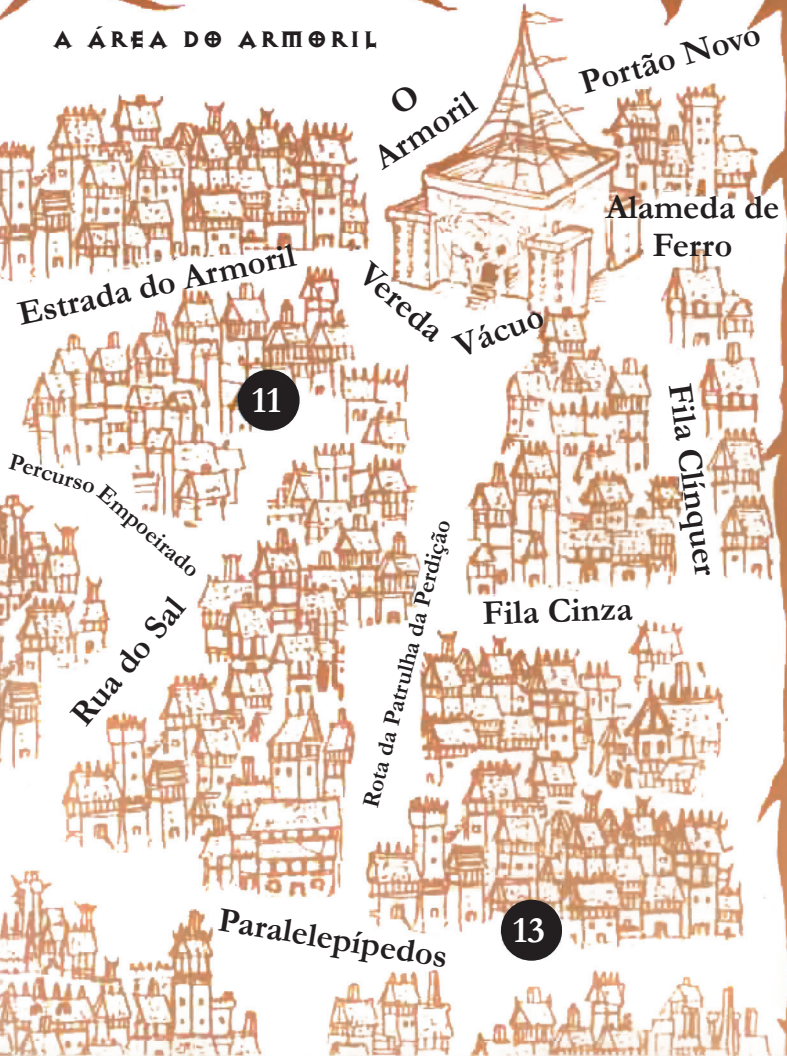 A ÁREA DO ARMORIL
O
Armoril
Portão Novo
Alameda de
Ferro
Estrada do Armoril
Vereda
Vácuo
11
Fila Clínquer
Percurso Empoeirado
Rota da Patrulha da Perdição
Fila Cinza
Rua do Sal
Paralelepípedos
13